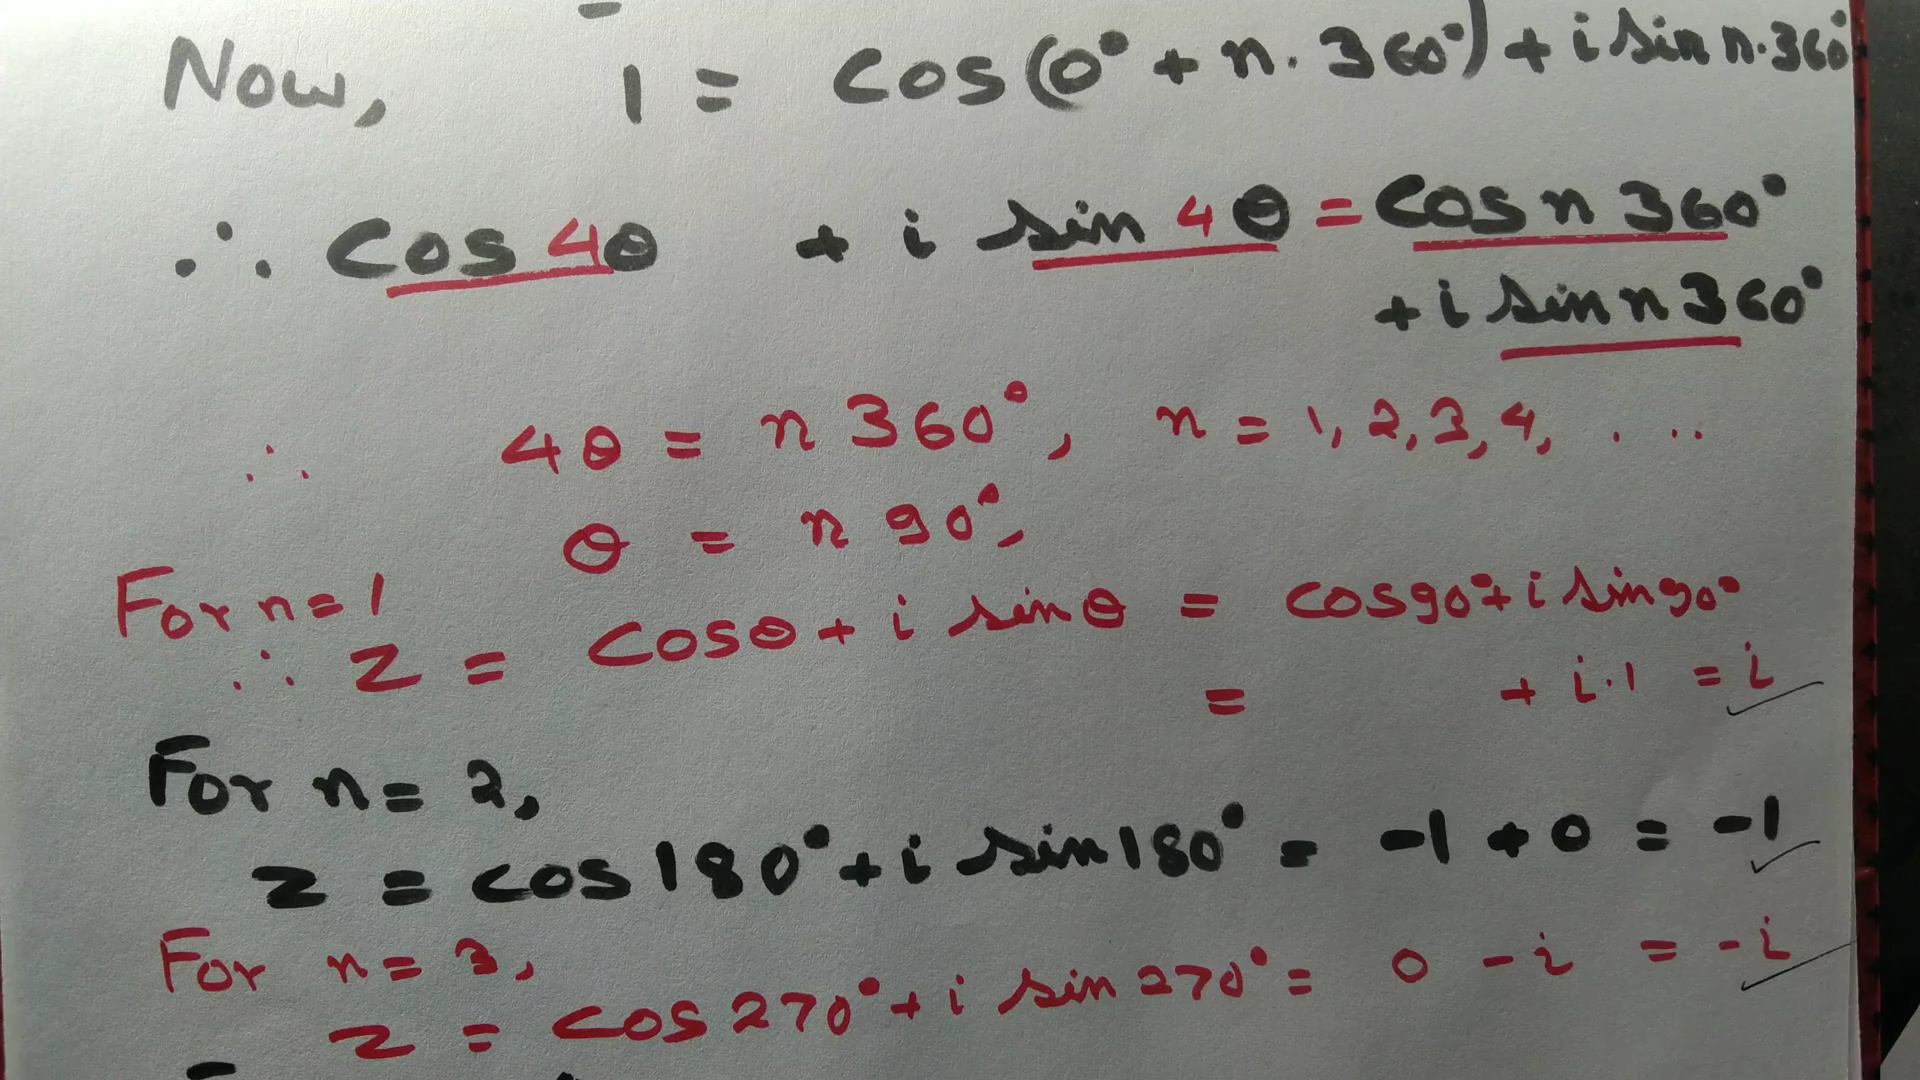 Now, 1 = cos(0° + n. 360°) + i sin n.360°
∴ cos 4θ + i sin 4θ = cos n 360°
+ i sin n 360°
∴ 4θ = n 360°, n = 1, 2, 3, 4, . . .
θ = n 90°,
For n = 1
∴ z = cosθ + i sinθ = cos90° + i sin90°
= + i.1 = i
For n = 2,
z = cos 180° + i sin 180° = -1 + 0 = -1
For n = 3,
z = cos 270° + i sin 270° = 0 - i = -i